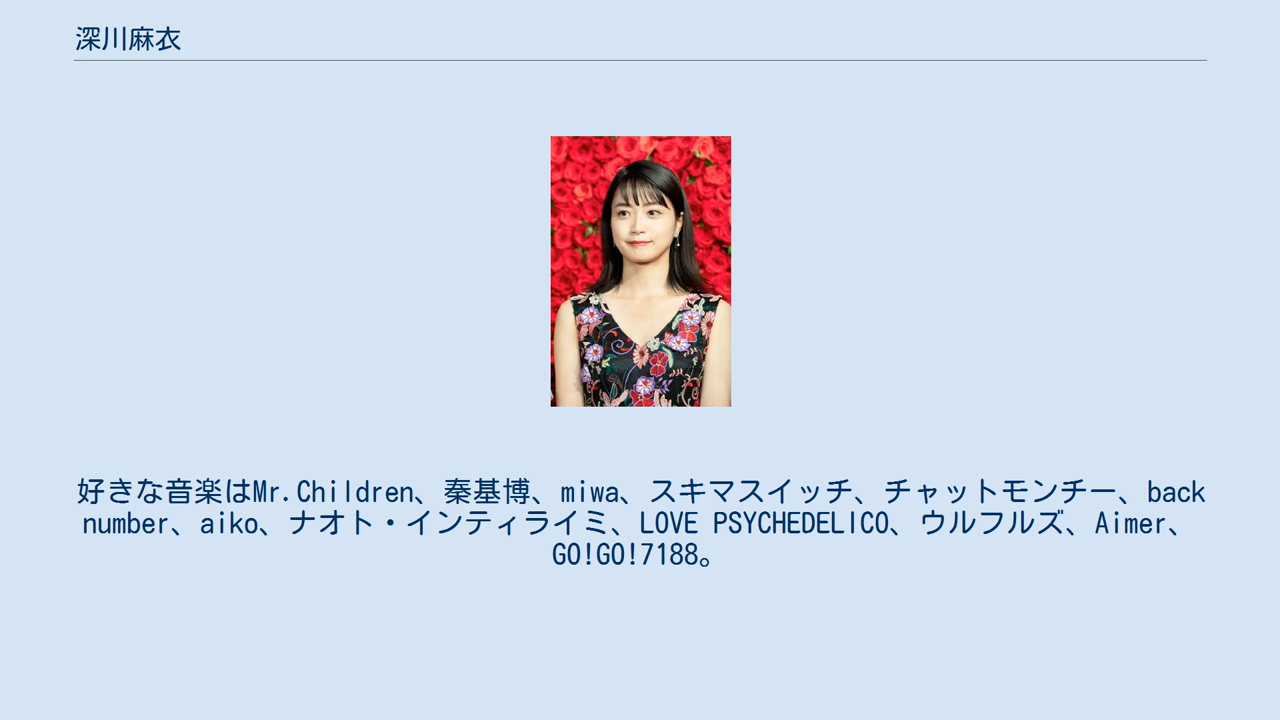 深川麻衣
好きな音楽はMr.Children、秦基博、miwa、スキマスイッチ、チャットモンチー、back
number、aiko、ナオト・インティライミ、LOVE PSYCHEDELICO、ウルフルズ、Aimer、
GO!GO!7188。